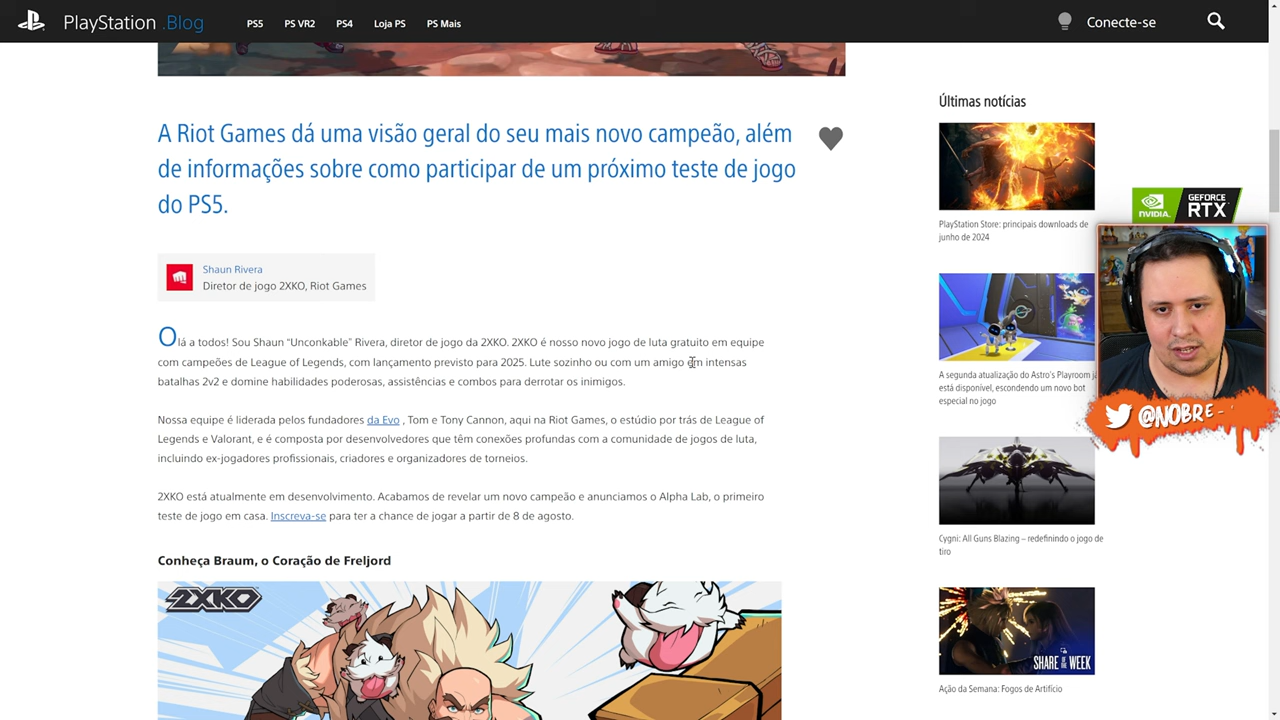 PlayStation .Blog
PS5
PS VR2
PS4
Loja PS
PS Mais
Conecte-se
A Riot Games dá uma visão geral do seu mais novo campeão, além
de informações sobre como participar de um próximo teste de jogo
do PS5.
Shaun Rivera
Diretor de jogo 2XKO, Riot Games
Olá a todos! Sou Shaun “Unconkable” Rivera, diretor de jogo da 2XKO. 2XKO é nosso novo jogo de luta gratuito em equipe
com campeões de League of Legends, com lançamento previsto para 2025. Lute sozinho ou com um amigo em intensas
batalhas 2v2 e domine habilidades poderosas, assistências e combos para derrotar os inimigos.
Nossa equipe é liderada pelos fundadores da Evo , Tom e Tony Cannon, aqui na Riot Games, o estúdio por trás de League of
Legends e Valorant, e é composta por desenvolvedores que têm conexões profundas com a comunidade de jogos de luta,
incluindo ex-jogadores profissionais, criadores e organizadores de torneios.
2XKO está atualmente em desenvolvimento. Acabamos de revelar um novo campeão e anunciamos o Alpha Lab, o primeiro
teste de jogo em casa. Inscreva-se para ter a chance de jogar a partir de 8 de agosto.
Conheça Braum, o Coração de Freljord
2XKO
Últimas notícias
PlayStation Store: principais downloads de
junho de 2024
NVIDIA.
GEFORCE
RTX
A segunda atualização do Astro's Playroom
está disponível, escondendo um novo bot
especial no jogo
@NOBRE
Cygni: All Guns Blazing – redefinindo o jogo de
tiro
SHARE OF
THE WEEK
Ação da Semana: Fogos de Artifício